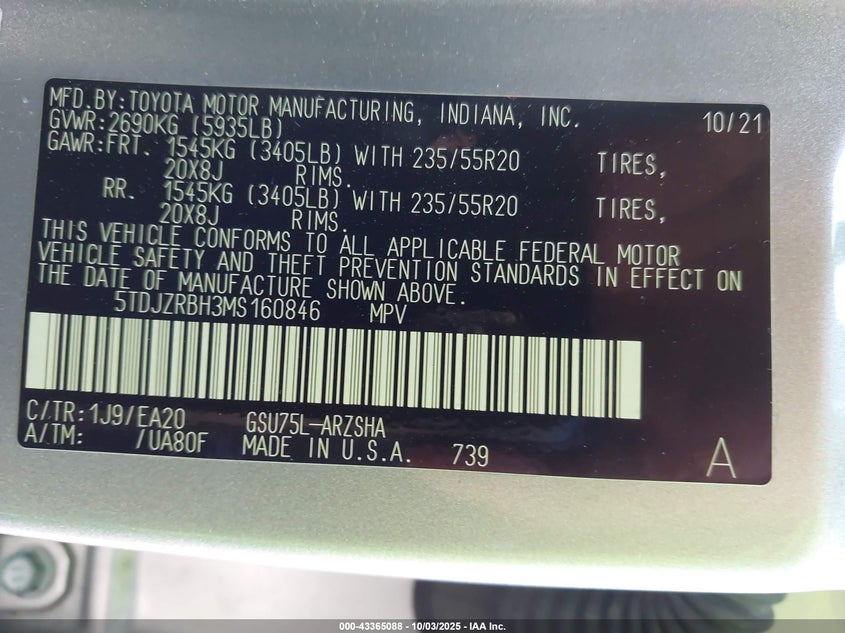 MFD.BY:TOYOTA MOTOR MANUFACTURING, INDIANA, INC. 10/21
GVWR:2690KG (5935LB)
GAWR:FRT. 1545KG (3405LB) WITH 235/55R20 TIRES,
20X8J RIMS.
RR. 1545KG (3405LB) WITH 235/55R20 TIRES,
20X8J RIMS.
THIS VEHICLE CONFORMS TO ALL APPLICABLE FEDERAL MOTOR
VEHICLE SAFETY AND THEFT PREVENTION STANDARDS IN EFFECT ON
THE DATE OF MANUFACTURE SHOWN ABOVE.
5TDJZRBH3MS160846 MPV
C/TR:1J9/EA20 GSU75L-ARZSHA
A/TM: /UA80F MADE IN U.S.A. 739 A
000-43365088 - 10/03/2025 - IAA Inc.